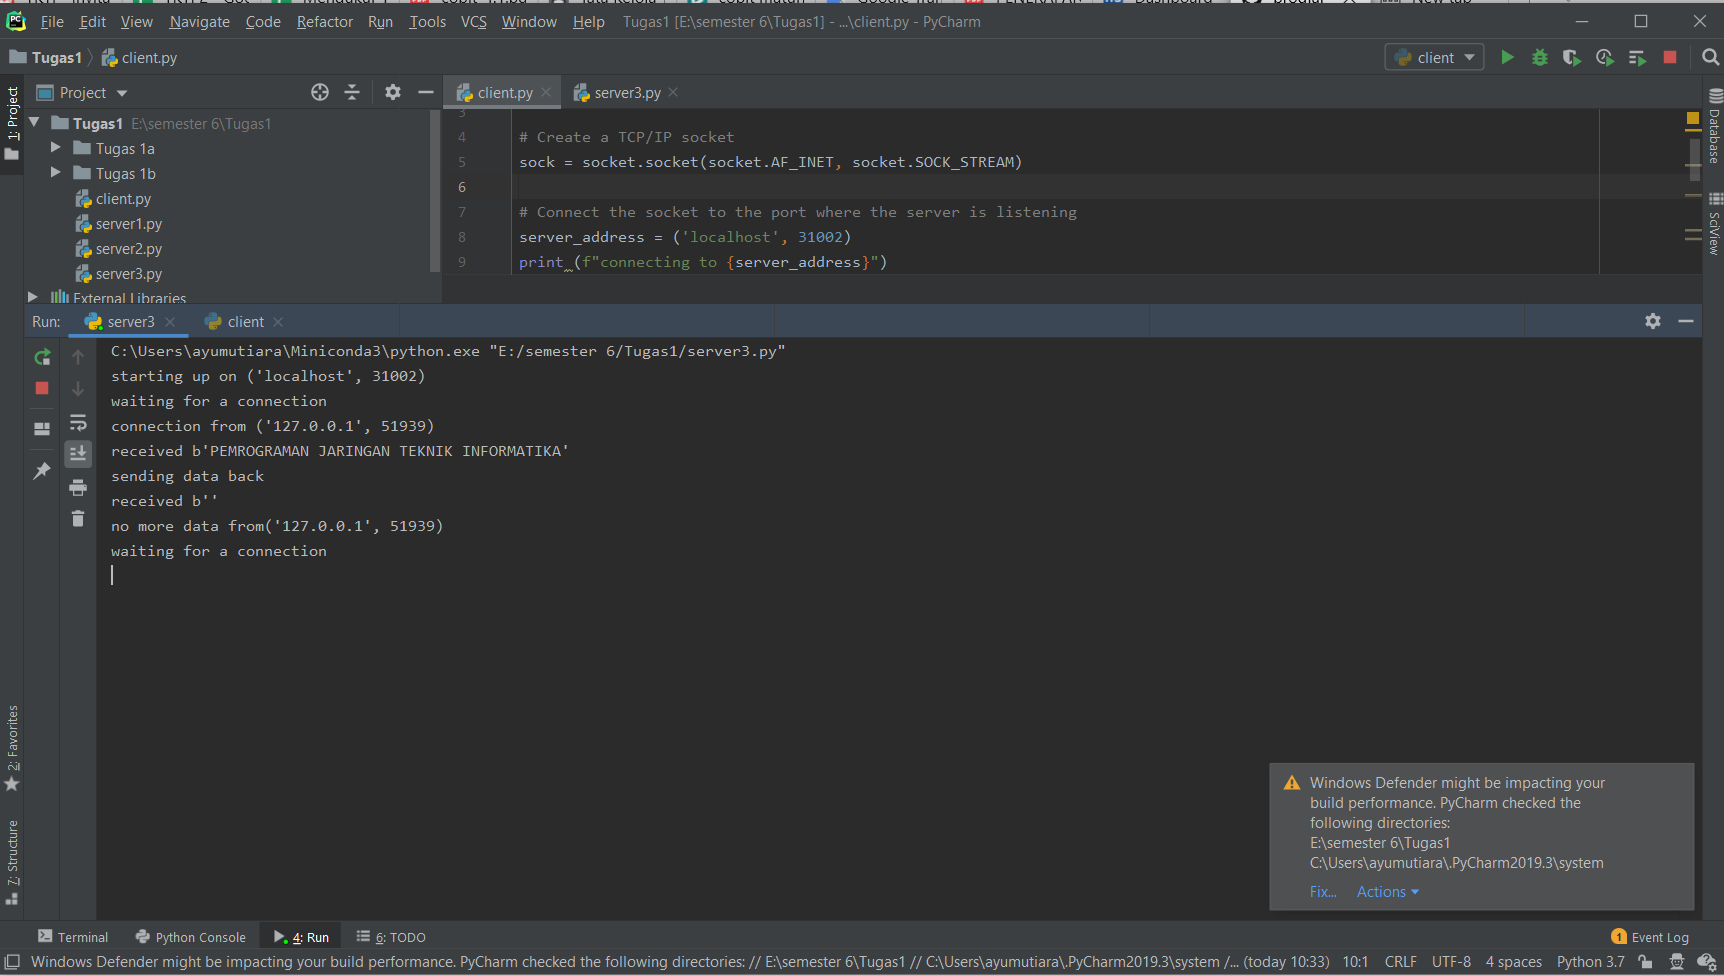 File Edit View Navigate Code Refactor Run Tools VCS Window Help Tugas1 [E:\semester 6\Tugas1] - ...\client.py - PyCharm
Tugas1 client.py client
Project client.py server3.py
1: Project
Tugas1 E:\semester 6\Tugas1
Tugas 1a
Tugas 1b
client.py
server1.py
server2.py
server3.py
External Libraries
3
4 # Create a TCP/IP socket
5 sock = socket.socket(socket.AF_INET, socket.SOCK_STREAM)
6
7 # Connect the socket to the port where the server is listening
8 server_address = ('localhost', 31002)
9 print (f"connecting to {server_address}")
Database
SciView
Run: server3 client
C:\Users\ayumutiara\Miniconda3\python.exe "E:/semester 6/Tugas1/server3.py"
starting up on ('localhost', 31002)
waiting for a connection
connection from ('127.0.0.1', 51939)
received b'PEMROGRAMAN JARINGAN TEKNIK INFORMATIKA'
sending data back
received b''
no more data from('127.0.0.1', 51939)
waiting for a connection
2: Favorites
7: Structure
Windows Defender might be impacting your
build performance. PyCharm checked the
following directories:
E:\semester 6\Tugas1
C:\Users\ayumutiara\.PyCharm2019.3\system
Fix... Actions
Terminal Python Console 4: Run 6: TODO 1 Event Log
Windows Defender might be impacting your build performance. PyCharm checked the following directories: // E:\semester 6\Tugas1 // C:\Users\ayumutiara\.PyCharm2019.3\system /... (today 10:33) 10:1 CRLF UTF-8 4 spaces Python 3.7